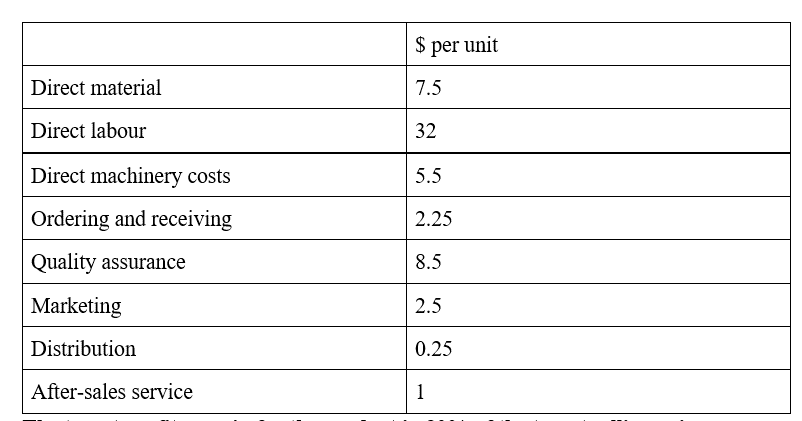 $ per unit
Direct material 7.5
Direct labour 32
Direct machinery costs 5.5
Ordering and receiving 2.25
Quality assurance 8.5
Marketing 2.5
Distribution 0.25
After-sales service 1